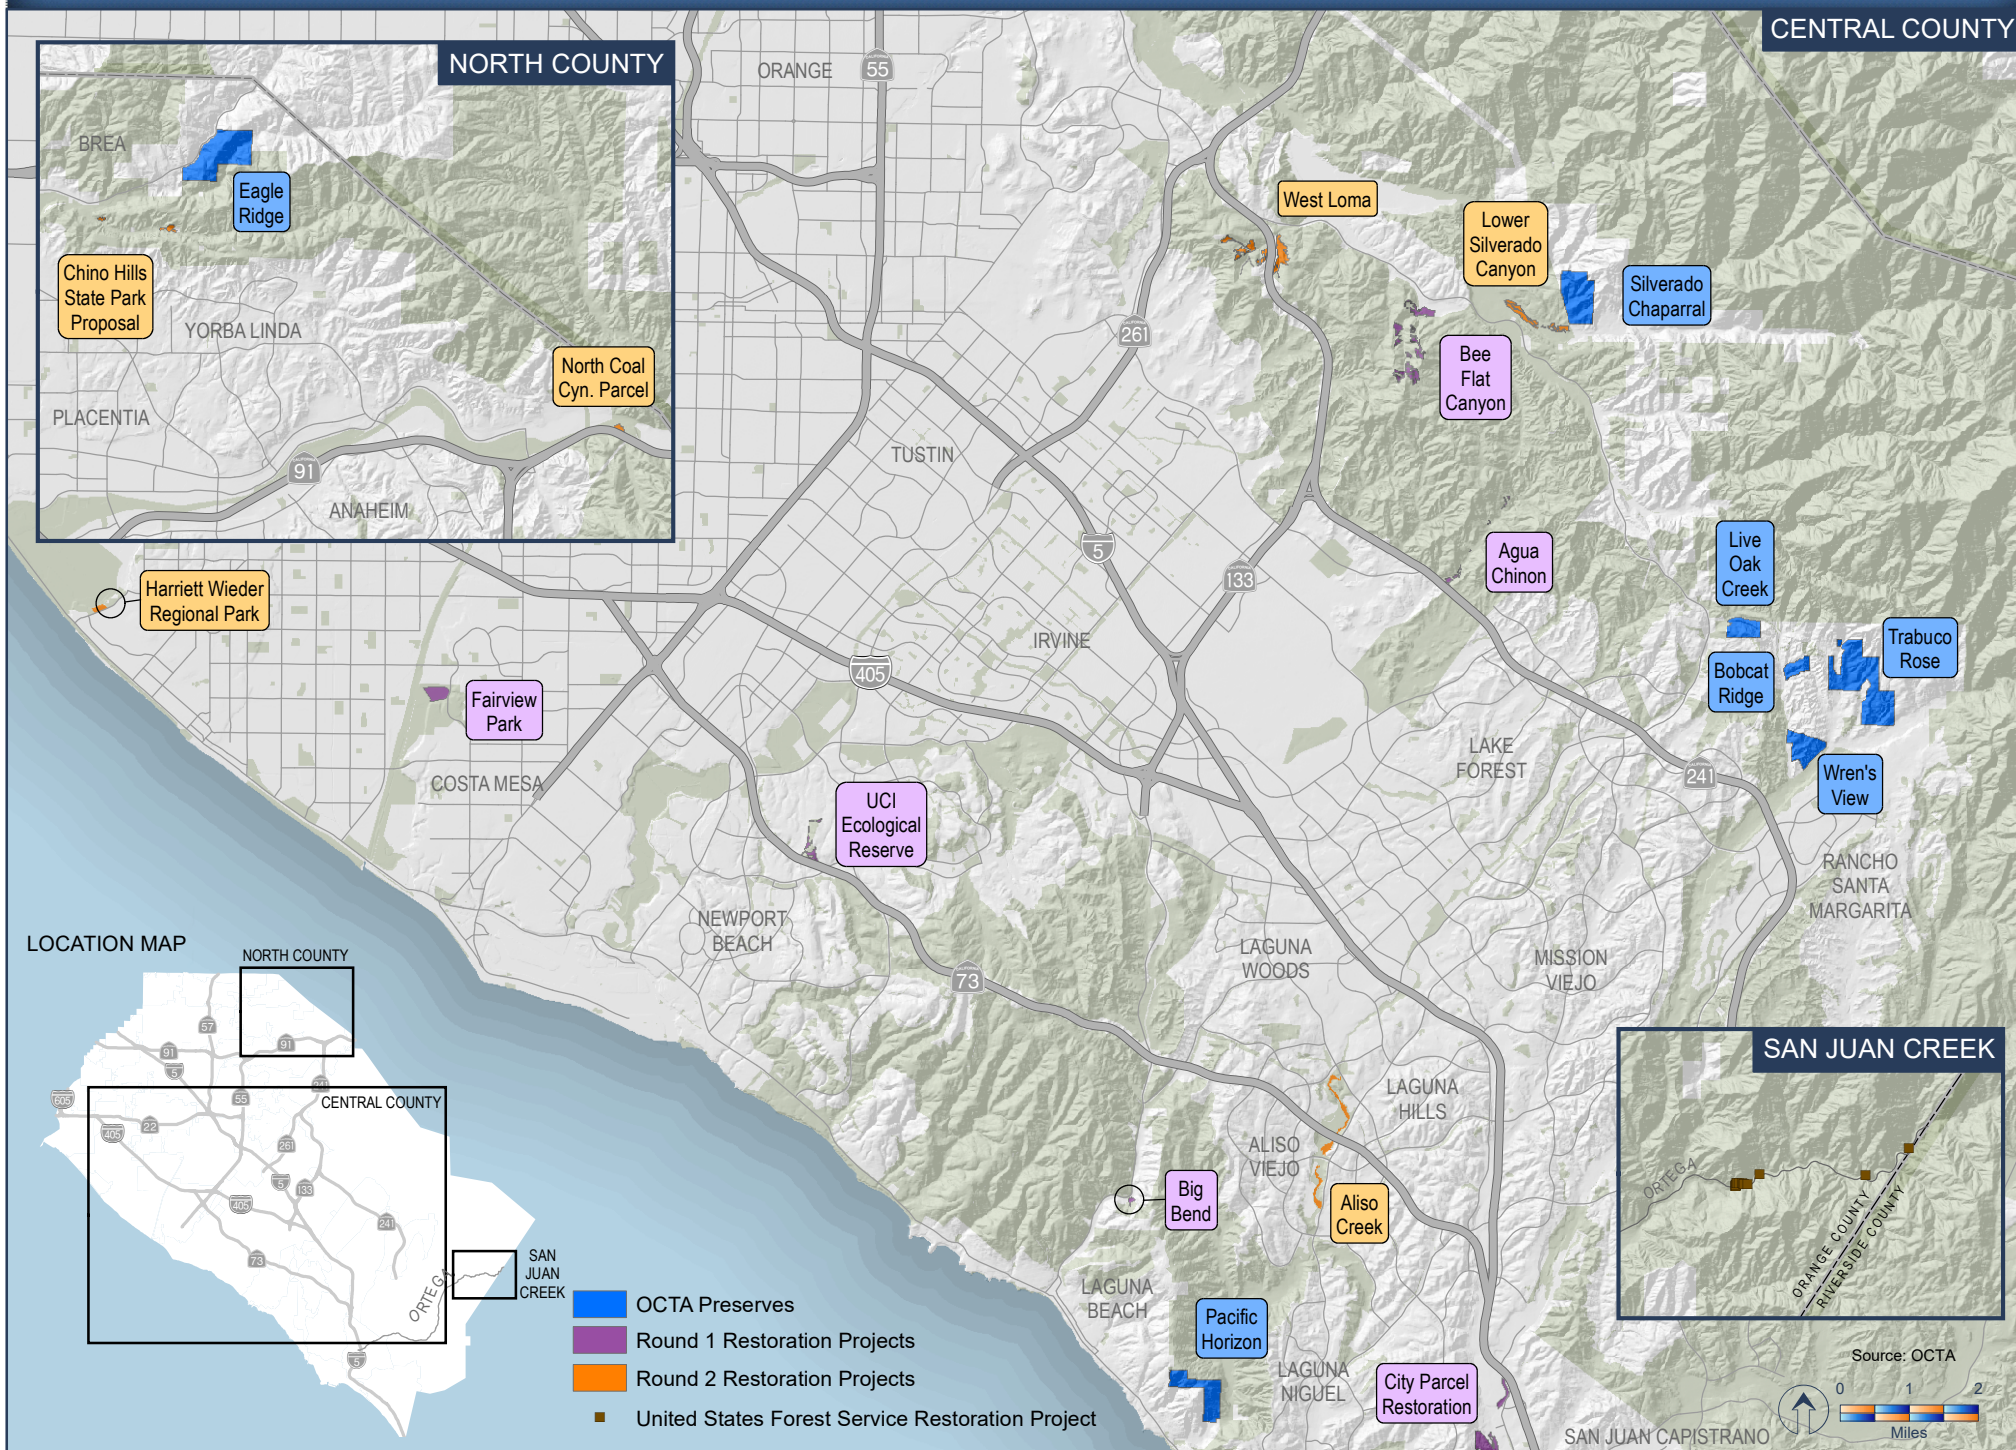 CENTRAL COUNTY
NORTH COUNTY
BREA
Eagle
Ridge
Chino Hills
State Park
Proposal
YORBA LINDA
North Coal
Cyn. Parcel
PLACENTIA
CALIFORNIA
91
ANAHEIM
ORANGE
55
West Loma
Lower
Silverado
Canyon
Silverado
Chaparral
CALIFORNIA
261
Bee
Flat
Canyon
TUSTIN
5
CALIFORNIA
133
Agua
Chinon
Live
Oak
Creek
Harriett Wieder
Regional Park
IRVINE
Trabuco
Rose
Bobcat
Ridge
405
Fairview
Park
COSTA MESA
LAKE
FOREST
CALIFORNIA
241
Wren's
View
UCI
Ecological
Reserve
RANCHO
SANTA
MARGARITA
NEWPORT
BEACH
LAGUNA
WOODS
MISSION
VIEJO
CALIFORNIA
73
LAGUNA
HILLS
ALISO
VIEJO
Big
Bend
Aliso
Creek
LAGUNA
BEACH
Pacific
Horizon
LAGUNA
NIGUEL
City Parcel
Restoration
SAN JUAN CAPISTRANO
SAN JUAN CREEK
ORTEGA
ORANGE COUNTY
RIVERSIDE COUNTY
Source: OCTA
0 1 2
Miles
LOCATION MAP
NORTH COUNTY
57
91
91
5
241
605
55
CENTRAL COUNTY
22
405
261
5
133
405
241
73
SAN
JUAN
CREEK
ORTEGA
5
OCTA Preserves
Round 1 Restoration Projects
Round 2 Restoration Projects
United States Forest Service Restoration Project